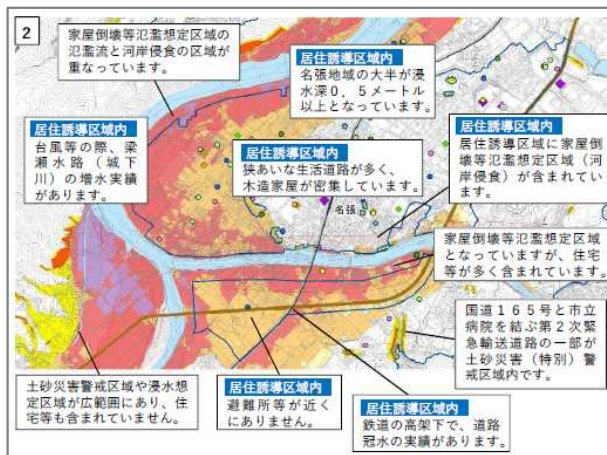 2
家屋倒壊等氾濫想定区域の
氾濫流と河岸侵食の区域が
重なっています。
居住誘導区域内
名張地域の大半が浸
水深0．5メートル
以上となっています。
居住誘導区域内
台風等の際、梁
瀬水路（城下
川）の増水実績
があります。
居住誘導区域内
狭あいな生活道路が多く、
木造家屋が密集しています。
居住誘導区域内
居住誘導区域に家屋倒
壊等氾濫想定区域（河
岸侵食）が含まれてい
ます。
名張
家屋倒壊等氾濫想定区域
となっていますが、住宅
等が多く含まれています。
国道165号と市立
病院を結ぶ第2次緊
急輸送道路の一部が
土砂災害（特別）警
戒区域内です。
土砂災害警戒区域や浸水想
定区域が広範囲にあり、住
宅等も含まれていません。
居住誘導区域内
避難所等が近く
にありません。
居住誘導区域内
鉄道の高架下で、道路
冠水の実績があります。